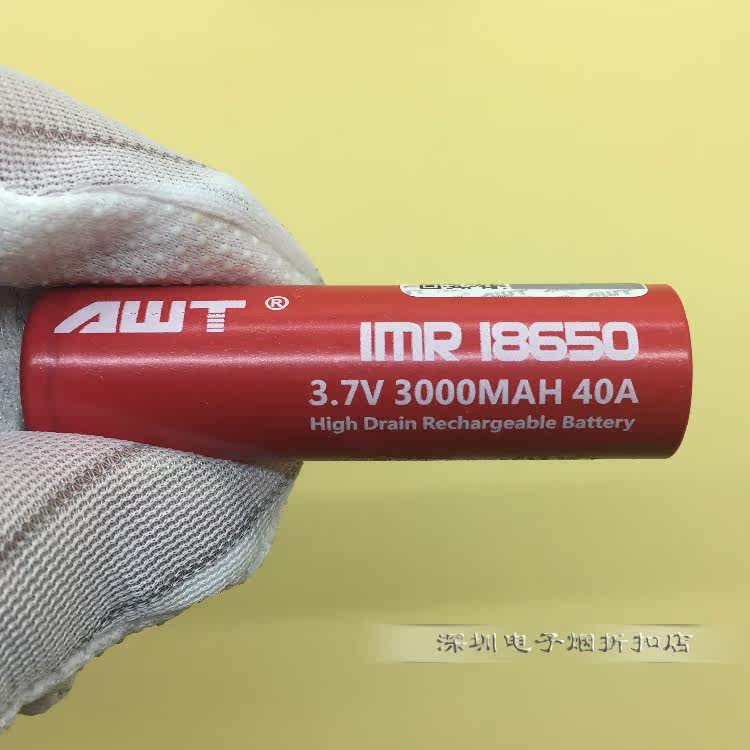 AWT ®
IMR 18650
3.7V 3000MAH 40A
High Drain Rechargeable Battery
深圳电子烟折扣店